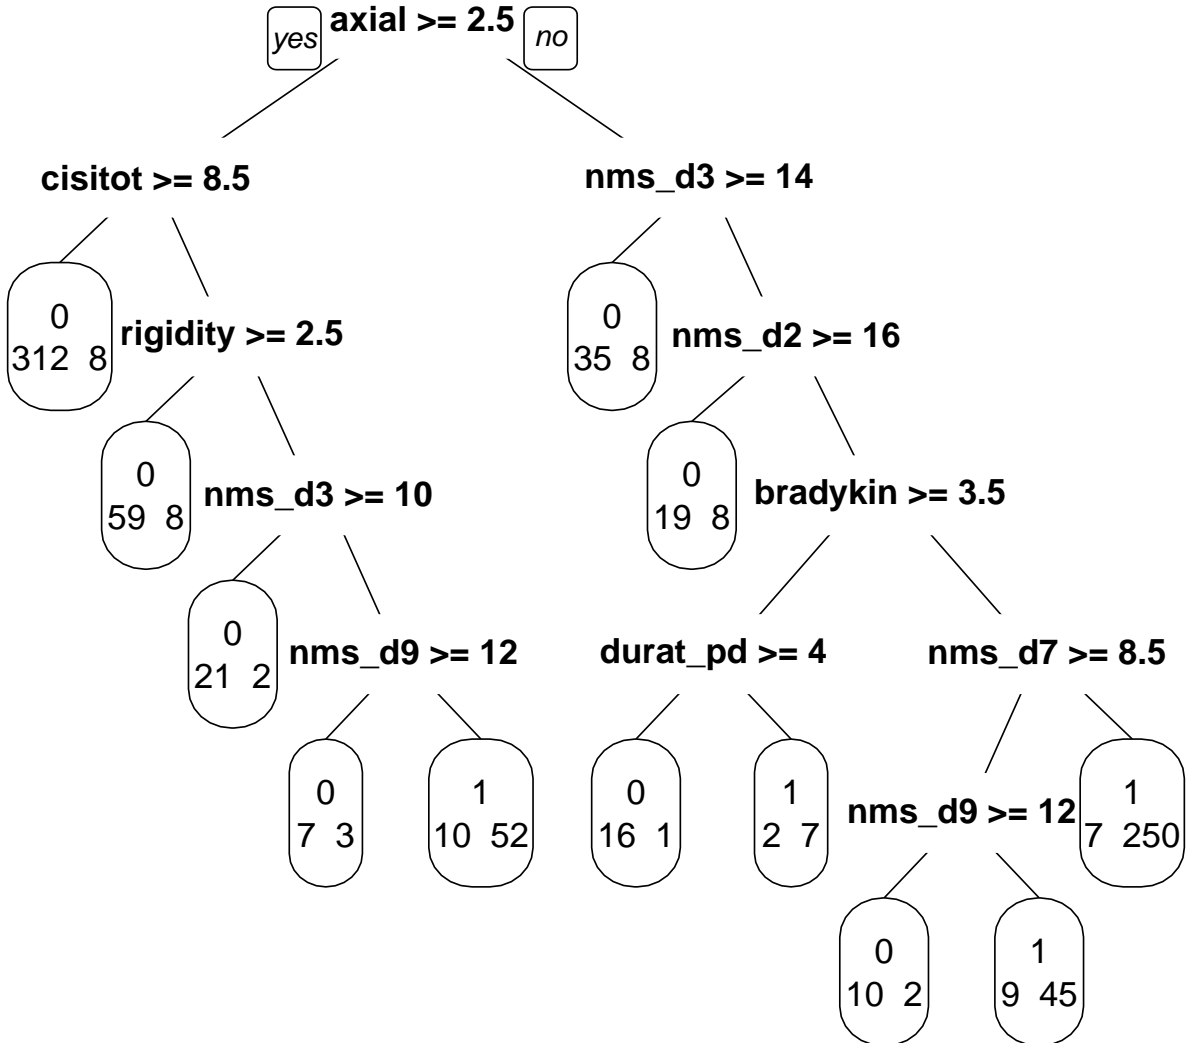 yes axial >= 2.5 no
cisitot >= 8.5
nms_d3 >= 14
0
312 8
rigidity >= 2.5
0
35 8
nms_d2 >= 16
0
59 8
nms_d3 >= 10
0
19 8
bradykin >= 3.5
0
21 2
nms_d9 >= 12
durat_pd >= 4
nms_d7 >= 8.5
0
7 3
1
10 52
0
16 1
1
2 7
nms_d9 >= 12
1
7 250
0
10 2
1
9 45